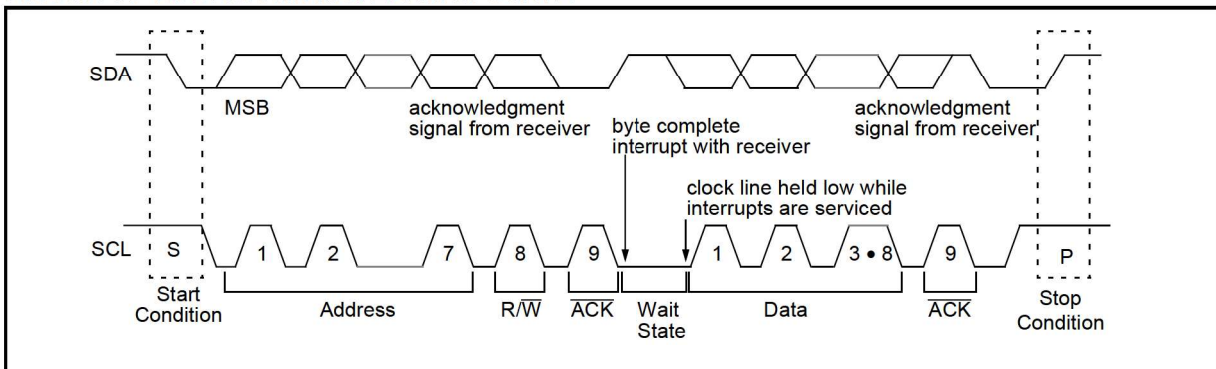 SDA
MSB
acknowledgment
signal from receiver
byte complete
interrupt with receiver
acknowledgment
signal from receiver
clock line held low while
interrupts are serviced
SCL
S
1
2
7
8
9
1
2
3 • 8
9
P
Start
Condition
Address
R/W̅
A̅C̅K̅
Wait
State
Data
A̅C̅K̅
Stop
Condition